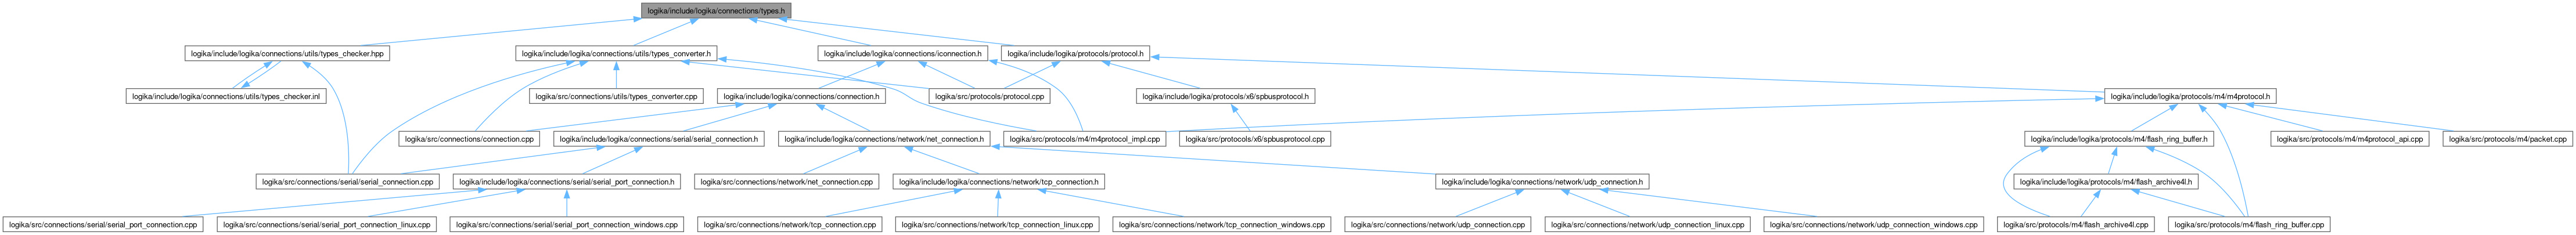 logika/include/logika/connections/types.h
logika/include/logika/connections/utils/types_checker.hpp
logika/include/logika/connections/utils/types_converter.h
logika/include/logika/connections/iconnection.h
logika/include/logika/protocols/protocol.h
logika/include/logika/connections/utils/types_checker.inl
logika/src/connections/utils/types_converter.cpp
logika/include/logika/connections/connection.h
logika/src/protocols/protocol.cpp
logika/include/logika/protocols/x6/spbusprotocol.h
logika/include/logika/protocols/m4/m4protocol.h
logika/src/connections/connection.cpp
logika/include/logika/connections/serial/serial_connection.h
logika/include/logika/connections/network/net_connection.h
logika/src/protocols/m4/m4protocol_impl.cpp
logika/src/protocols/x6/spbusprotocol.cpp
logika/include/logika/protocols/m4/flash_ring_buffer.h
logika/src/protocols/m4/m4protocol_api.cpp
logika/src/protocols/m4/packet.cpp
logika/src/connections/serial/serial_connection.cpp
logika/include/logika/connections/serial/serial_port_connection.h
logika/src/connections/network/net_connection.cpp
logika/include/logika/connections/network/tcp_connection.h
logika/include/logika/connections/network/udp_connection.h
logika/include/logika/protocols/m4/flash_archive4l.h
logika/src/connections/serial/serial_port_connection.cpp
logika/src/connections/serial/serial_port_connection_linux.cpp
logika/src/connections/serial/serial_port_connection_windows.cpp
logika/src/connections/network/tcp_connection.cpp
logika/src/connections/network/tcp_connection_linux.cpp
logika/src/connections/network/tcp_connection_windows.cpp
logika/src/connections/network/udp_connection.cpp
logika/src/connections/network/udp_connection_linux.cpp
logika/src/connections/network/udp_connection_windows.cpp
logika/src/protocols/m4/flash_archive4l.cpp
logika/src/protocols/m4/flash_ring_buffer.cpp